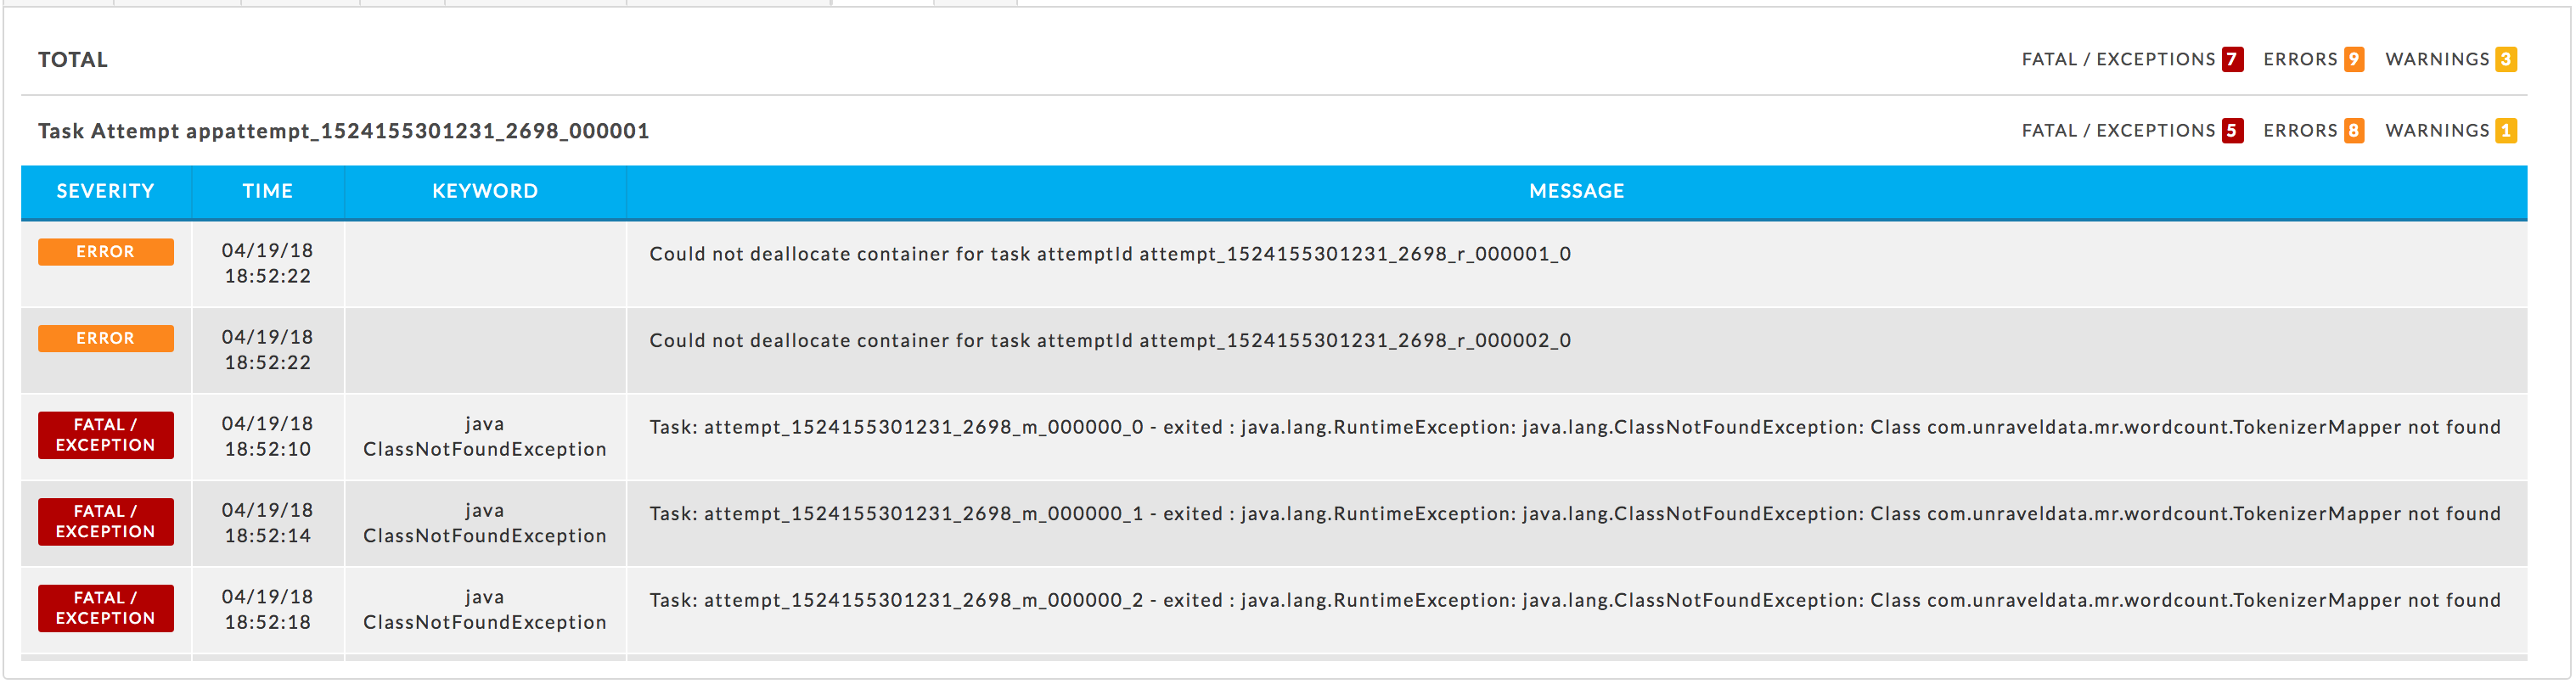 TOTAL FATAL / EXCEPTIONS 7 ERRORS 9 WARNINGS 3
Task Attempt appattempt_1524155301231_2698_000001 FATAL / EXCEPTIONS 5 ERRORS 8 WARNINGS 1
SEVERITY TIME KEYWORD MESSAGE
ERROR 04/19/18 Could not deallocate container for task attemptId attempt_1524155301231_2698_r_000001_0
18:52:22
ERROR 04/19/18 Could not deallocate container for task attemptId attempt_1524155301231_2698_r_000002_0
18:52:22
FATAL / 04/19/18 java Task: attempt_1524155301231_2698_m_000000_0 - exited : java.lang.RuntimeException: java.lang.ClassNotFoundException: Class com.unraveldata.mr.wordcount.TokenizerMapper not found
EXCEPTION 18:52:10 ClassNotFoundException
FATAL / 04/19/18 java Task: attempt_1524155301231_2698_m_000000_1 - exited : java.lang.RuntimeException: java.lang.ClassNotFoundException: Class com.unraveldata.mr.wordcount.TokenizerMapper not found
EXCEPTION 18:52:14 ClassNotFoundException
FATAL / 04/19/18 java Task: attempt_1524155301231_2698_m_000000_2 - exited : java.lang.RuntimeException: java.lang.ClassNotFoundException: Class com.unraveldata.mr.wordcount.TokenizerMapper not found
EXCEPTION 18:52:18 ClassNotFoundException